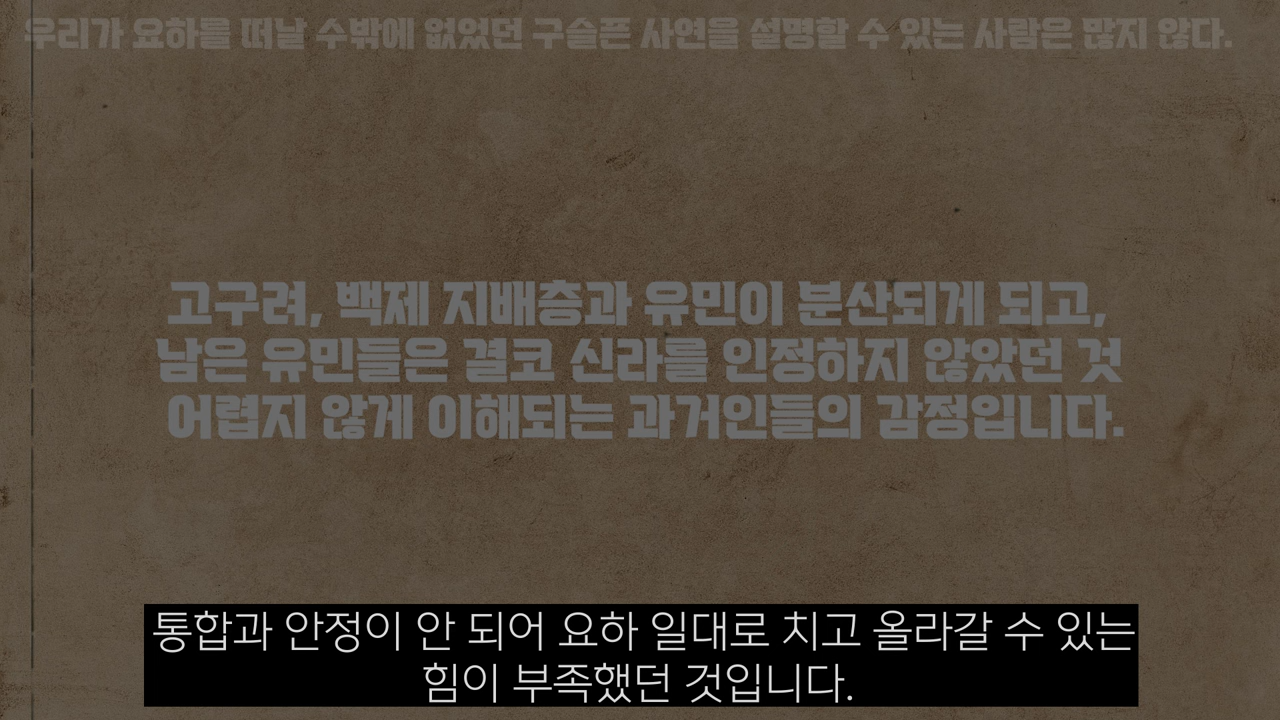 우리가 요하를 떠날 수밖에 없었던 구슬픈 사연을 설명할 수 있는 사람은 많지 않다.
고구려, 백제 지배층과 유민이 분산되게 되고,
남은 유민들은 결코 신라를 인정하지 않았던 것
어렵지 않게 이해되는 과거인들의 감정입니다.
통합과 안정이 안 되어 요하 일대로 치고 올라갈 수 있는
힘이 부족했던 것입니다.